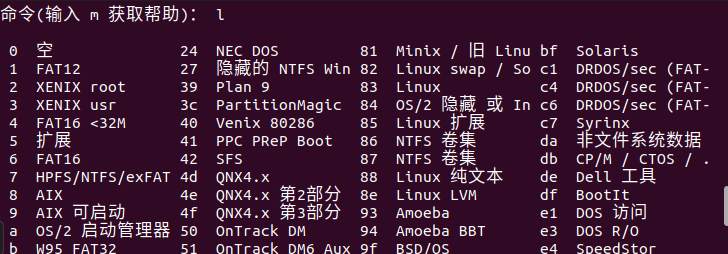 命令(输入 m 获取帮助)： l
0 空 24 NEC DOS 81 Minix / 旧 Linu bf Solaris
1 FAT12 27 隐藏的 NTFS Win 82 Linux swap / So c1 DRDOS/sec (FAT-
2 XENIX root 39 Plan 9 83 Linux c4 DRDOS/sec (FAT-
3 XENIX usr 3c PartitionMagic 84 OS/2 隐藏 或 In c6 DRDOS/sec (FAT-
4 FAT16 <32M 40 Venix 80286 85 Linux 扩展 c7 Syrinx
5 扩展 41 PPC PReP Boot 86 NTFS 卷集 da 非文件系统数据
6 FAT16 42 SFS 87 NTFS 卷集 db CP/M / CTOS / .
7 HPFS/NTFS/exFAT 4d QNX4.x 88 Linux 纯文本 de Dell 工具
8 AIX 4e QNX4.x 第2部分 8e Linux LVM df BootIt
9 AIX 可启动 4f QNX4.x 第3部分 93 Amoeba e1 DOS 访问
a OS/2 启动管理器 50 OnTrack DM 94 Amoeba BBT e3 DOS R/O
b W95 FAT32 51 OnTrack DM6 Aux 9f BSD/OS e4 SpeedStor